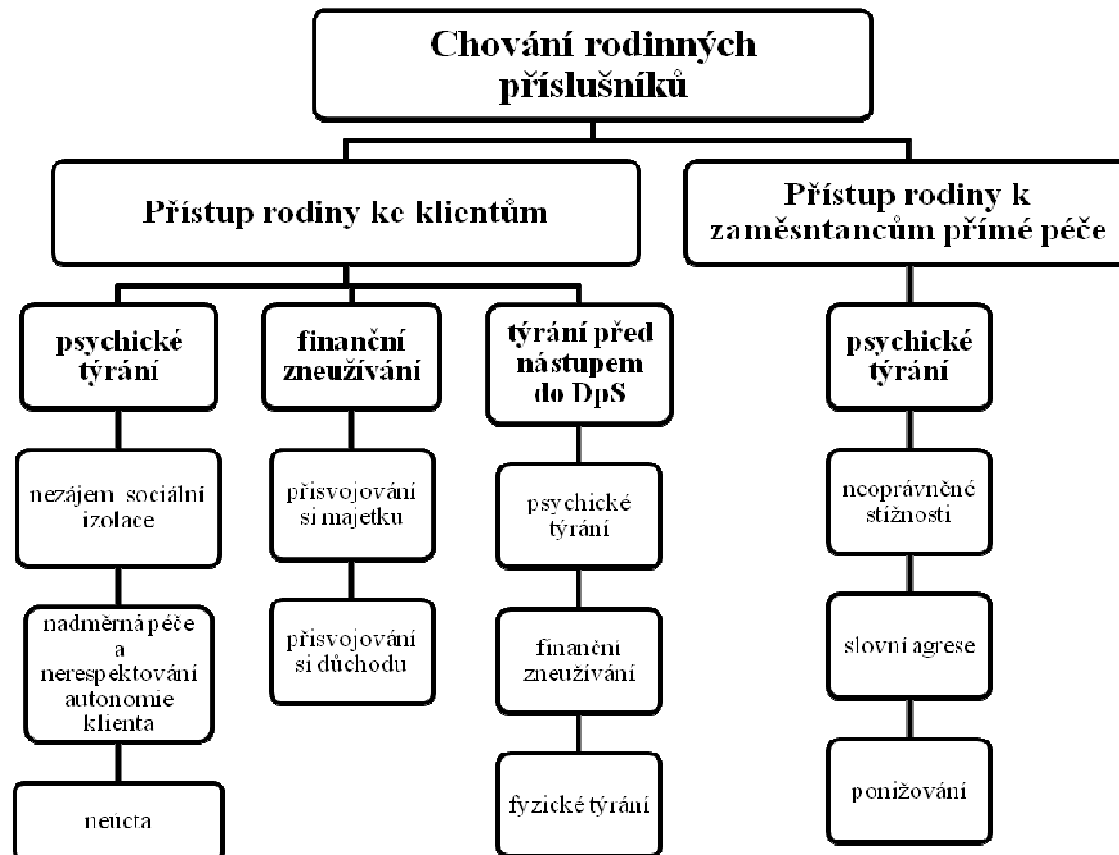 Chování rodinných
příslušníků
Přístup rodiny ke klientům
Přístup rodiny k
zaměsntancům přímé péče
psychické
týrání
finanční
zneužívání
týrání před
nástupem
do DpS
psychické
týrání
nezájem sociální
izolace
přisvojování
si majetku
psychické
týrání
neoprávněné
stížnosti
nadměrná péče
a
nerespektování
autonomie
klienta
přisvojování
si důchodu
finanční
zneužívání
slovní agrese
neúcta
fyzické týrání
ponižování